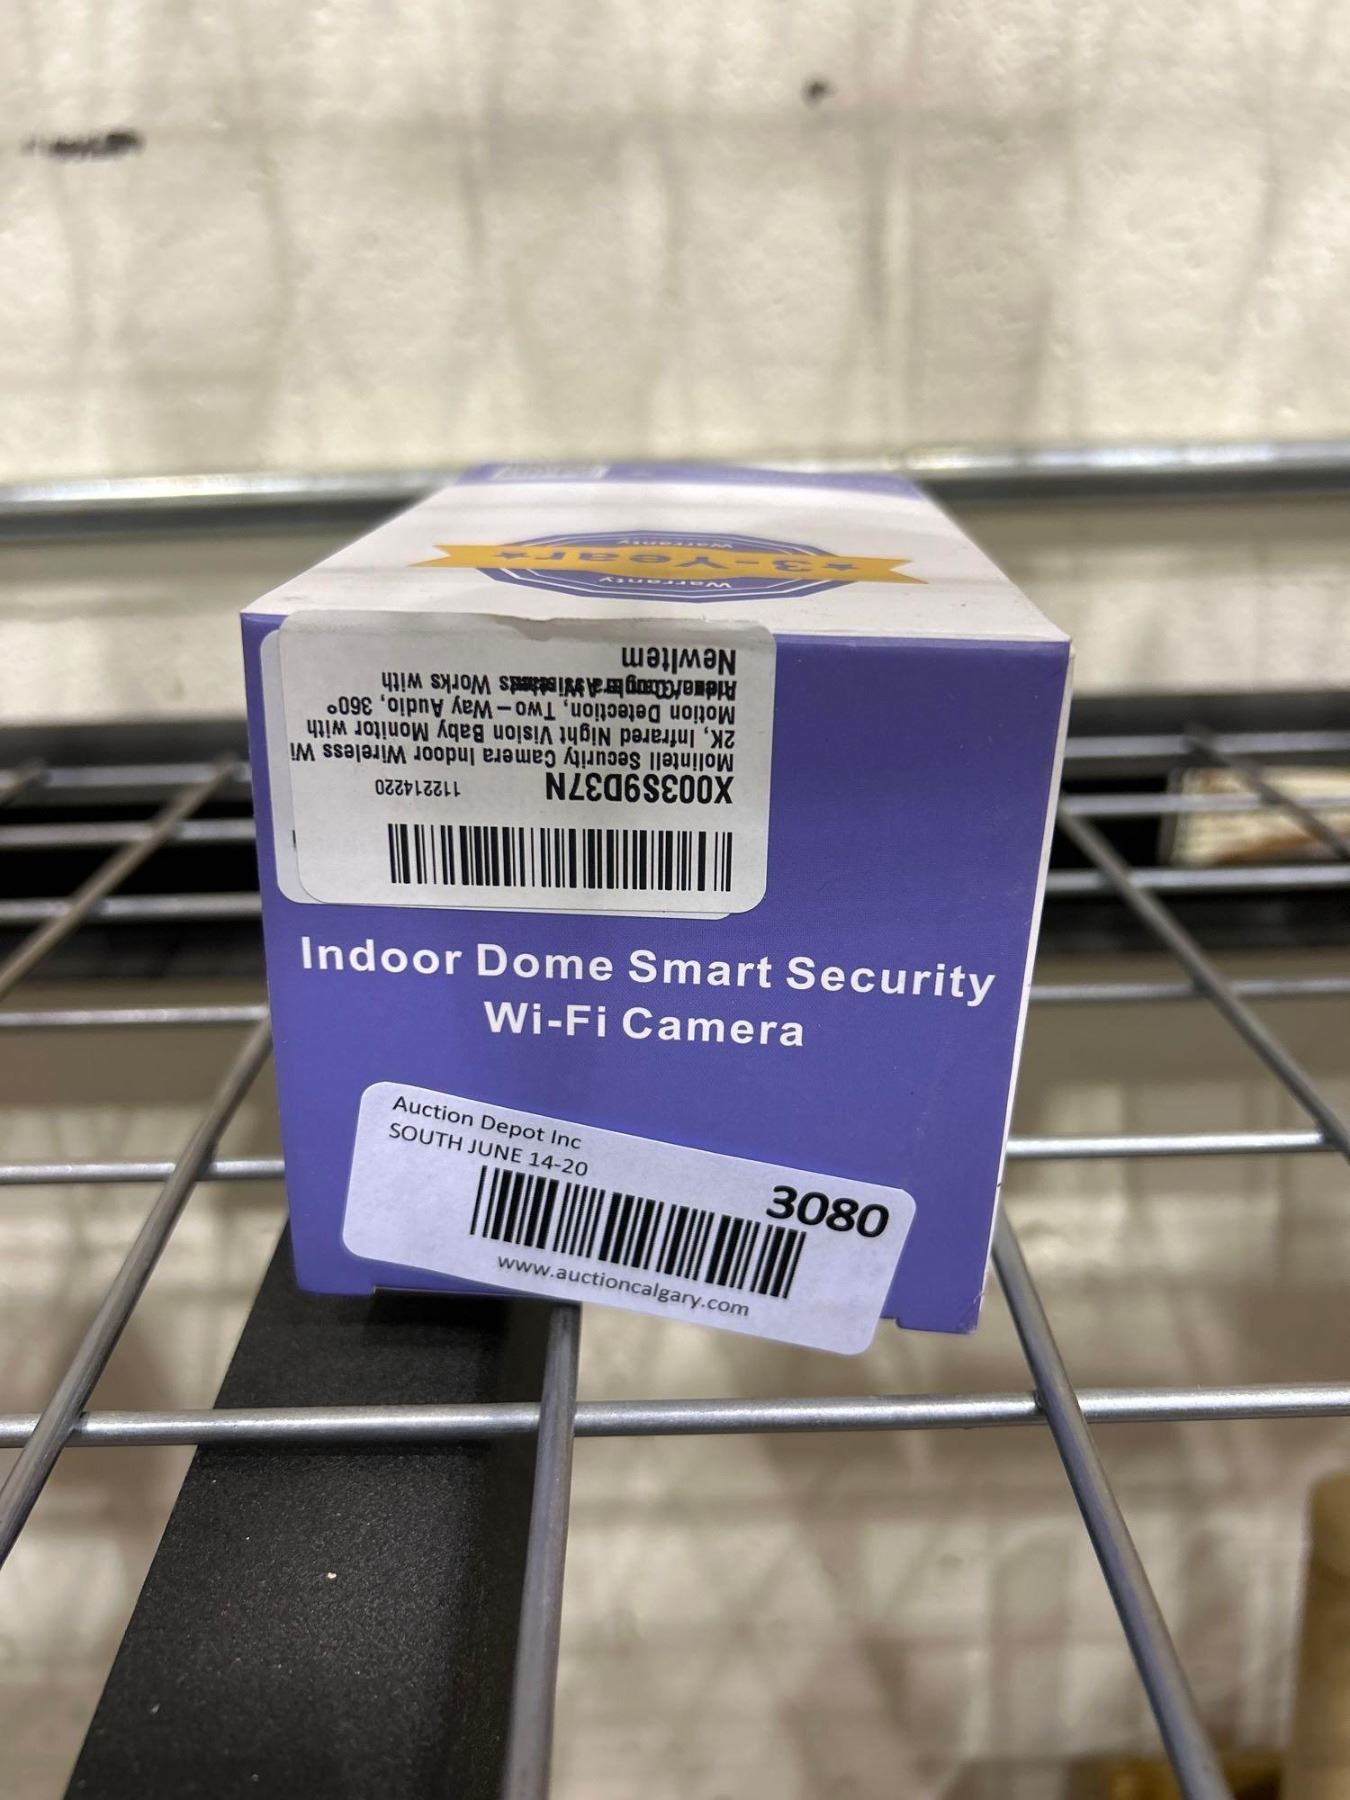 Warranty
★3-Year★
Warranty
X003S9D37N
112214220
Molintell Security Camera Indoor Wireless Wi
2K, Infrared Night Vision Baby Monitor with
Motion Detection, Two-Way Audio, 360°
Works with
NewItem
Indoor Dome Smart Security
Wi-Fi Camera
Auction Depot Inc
SOUTH JUNE 14-20
3080
www.auctioncalgary.com